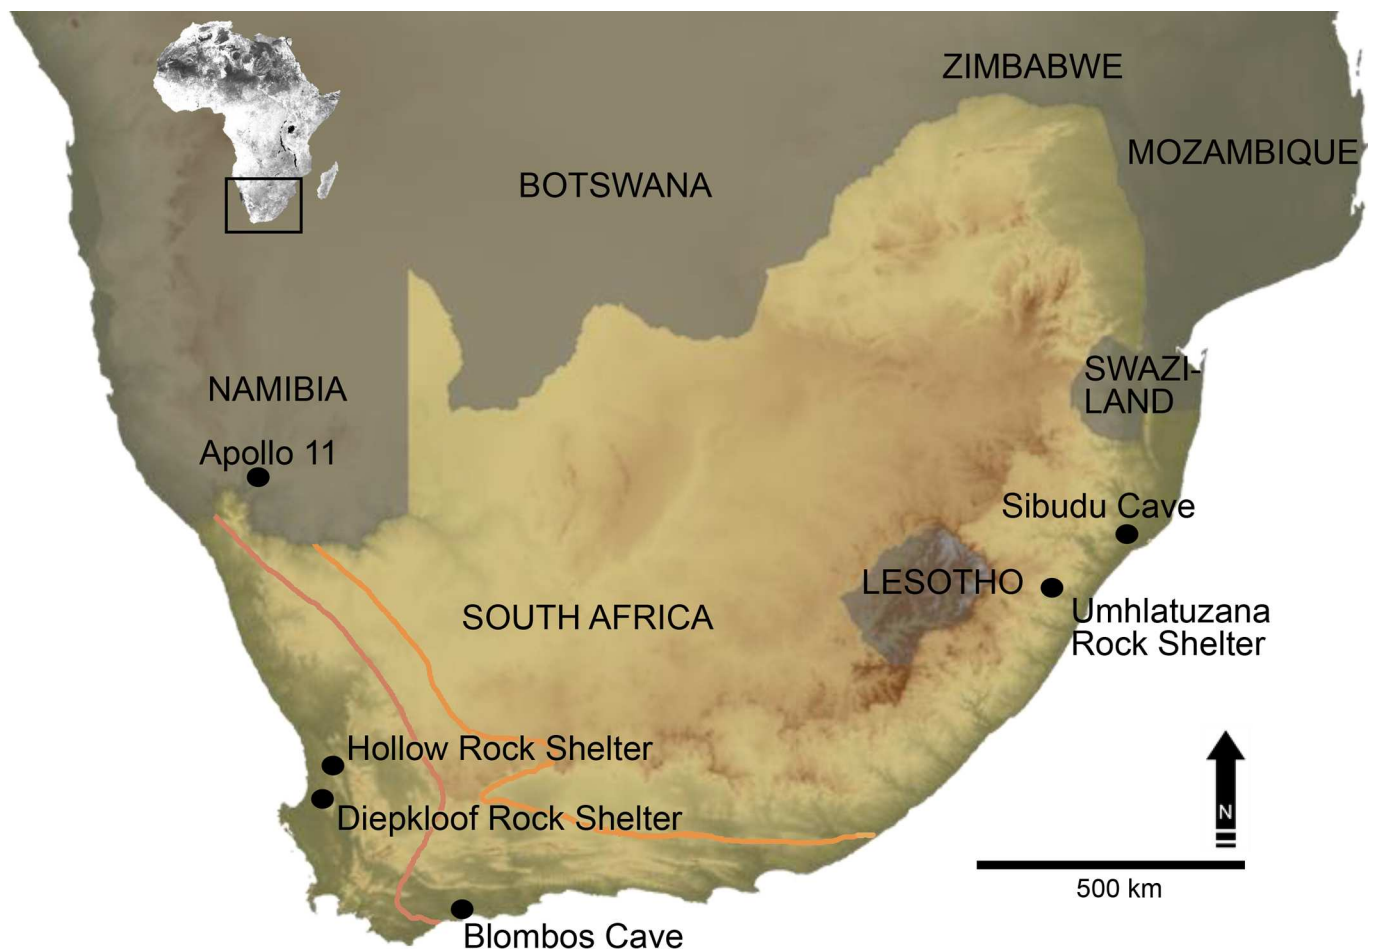 ZIMBABWE
MOZAMBIQUE
BOTSWANA
NAMIBIA
SWAZI-
LAND
Apollo 11
Sibudu Cave
LESOTHO
SOUTH AFRICA
Umhlatuzana
Rock Shelter
Hollow Rock Shelter
Diepkloof Rock Shelter
N
500 km
Blombos Cave